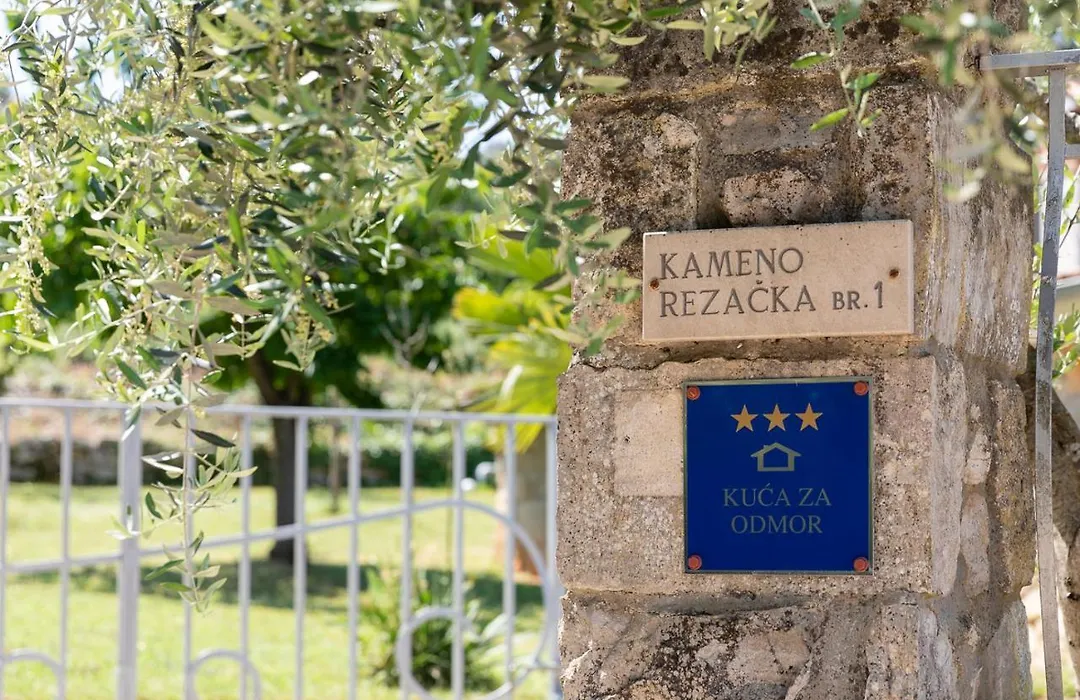 KAMENO
REZAČKA BR.1
KUĆA ZA
ODMOR